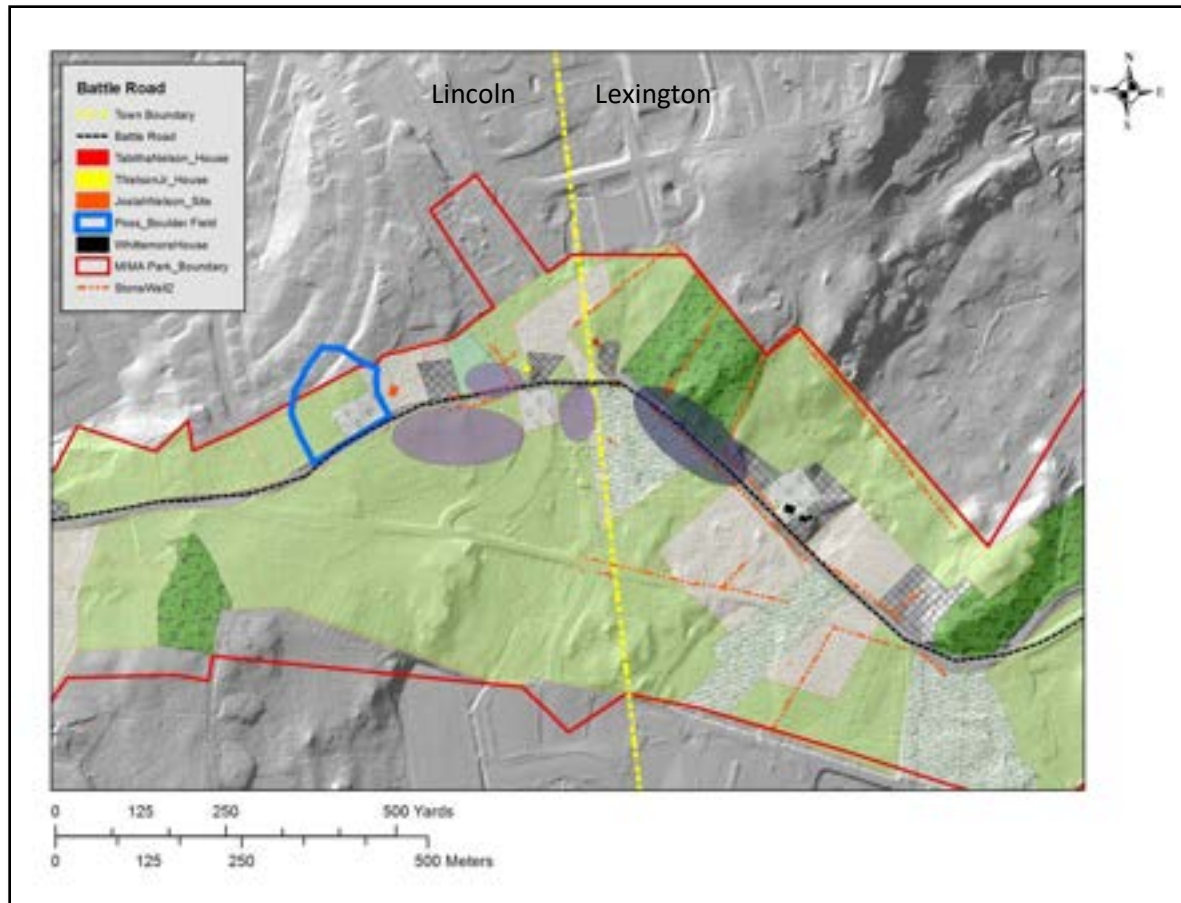 Lincoln Lexington
N
W E
S
Battle Road
Town Boundary
Battle Road
TabithaNelson_House
TNelsonJr_House
JosiahNelson_Site
Poss_Boulder Field
WhittemoreHouse
MIMA Park_Boundary
StoneWall2
0 125 250 500 Yards
0 125 250 500 Meters